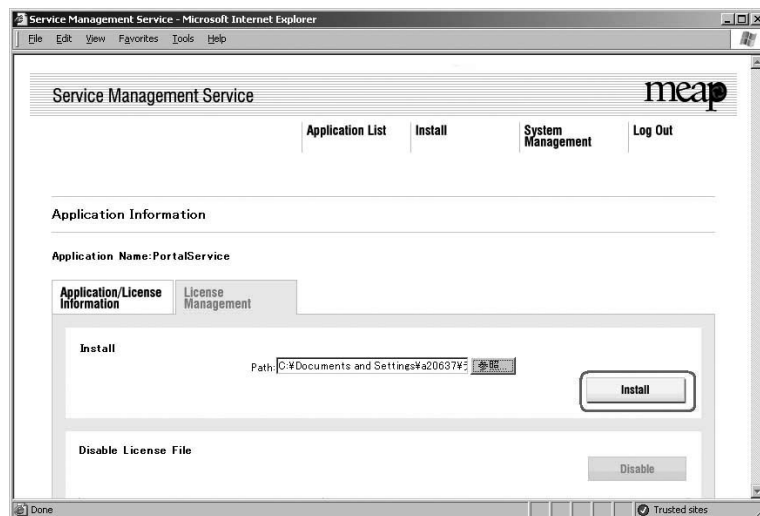 Service Management Service - Microsoft Internet Explorer
File Edit View Favorites Tools Help
Service Management Service
meap
Application List Install System Management Log Out
Application Information
Application Name:PortalService
Application/License Information
License Management
Install
Path: C:¥Documents and Settings¥a20637¥ 参照...
Install
Disable License File
Disable
Done
Trusted sites